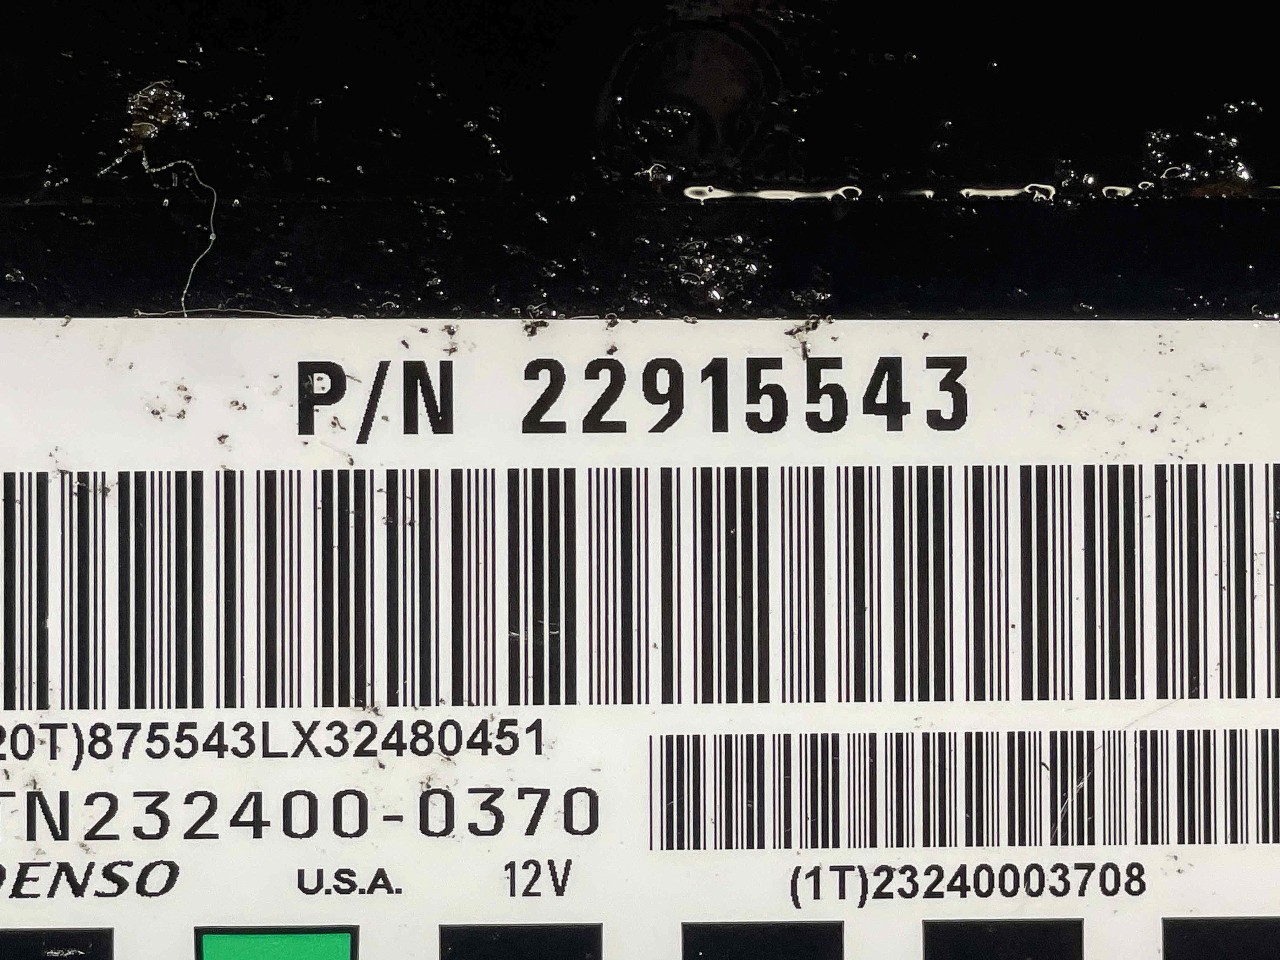 P/N 22915543
20T)875543LX32480451
TN232400-0370
DENSO U.S.A. 12V
(1T)23240003708